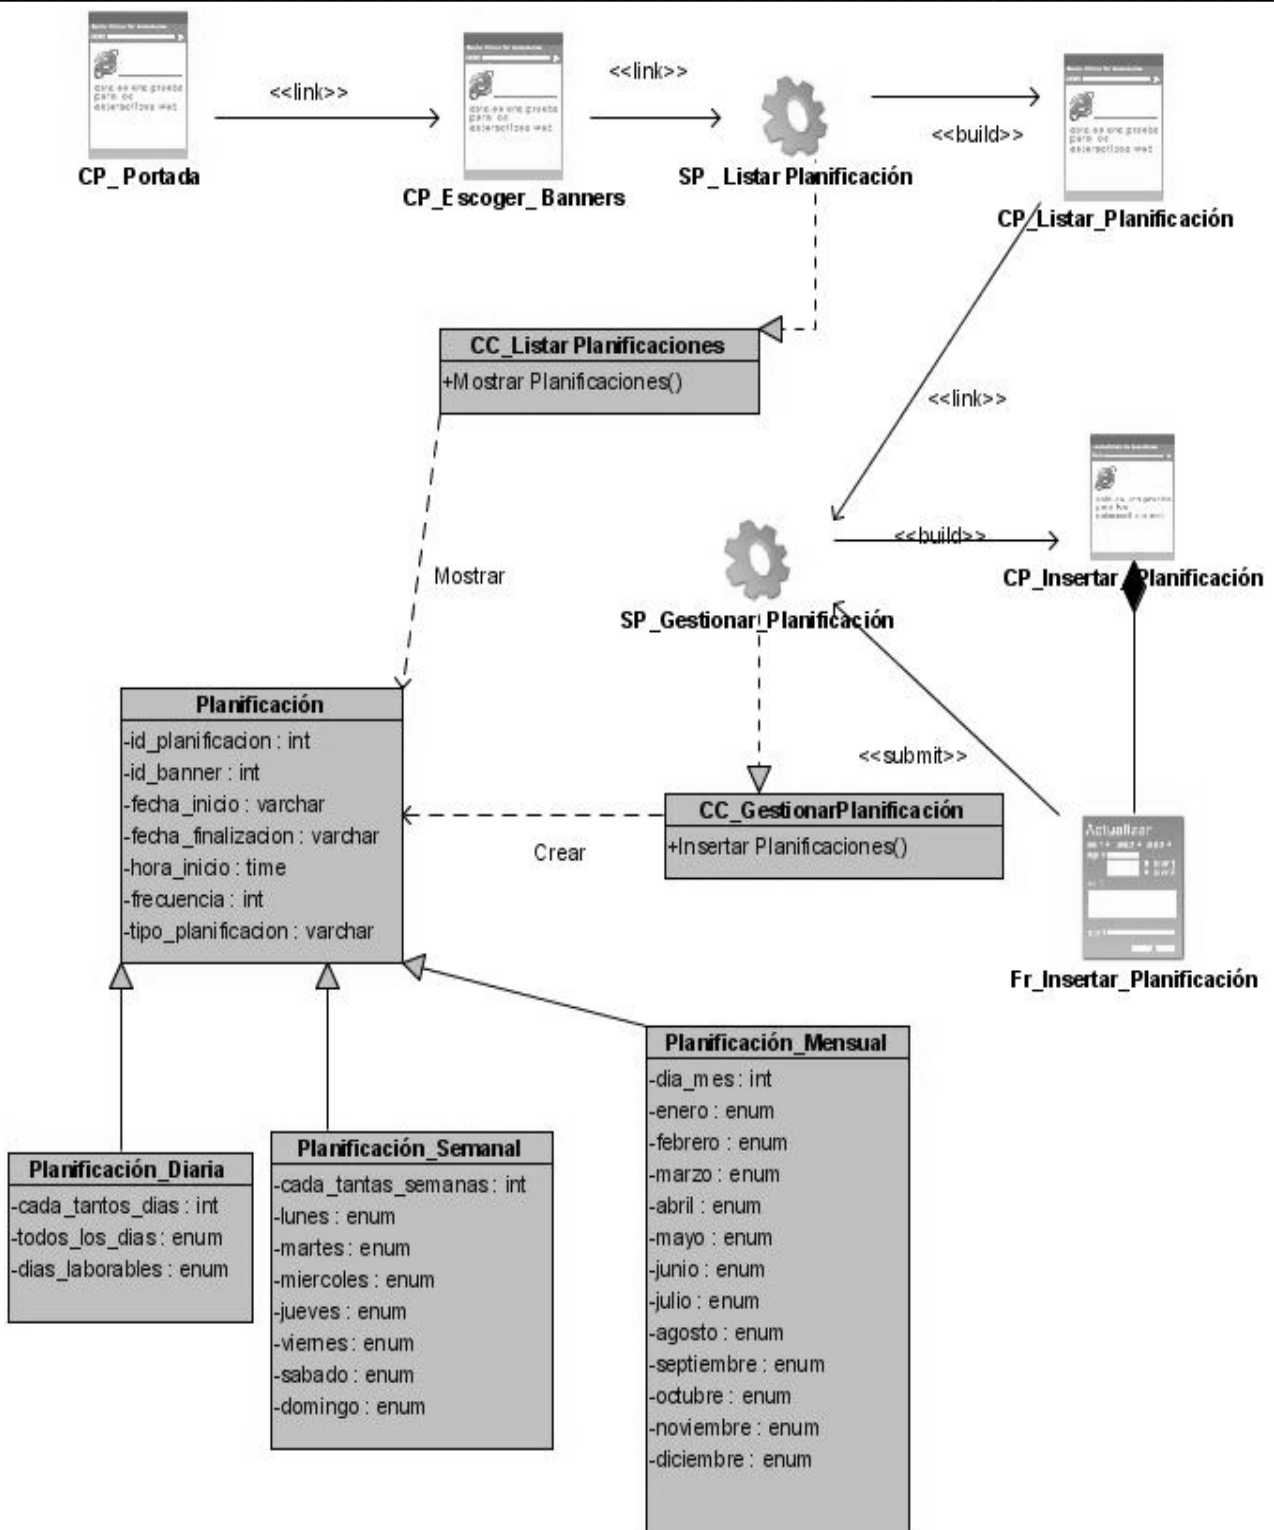 <<link>>
<<link>>
<<build>>
CP_ Portada
CP_Escoger_ Banners
SP_ Listar Planificación
CP_Listar_Planificación
CC_Listar Planificaciones
+Mostrar Planificaciones()
<<link>>
<<build>>
Mostrar
CP_Insertar_Planificación
SP_Gestionar_Planificación
Planificación
-id_planificacion : int
-id_banner : int
-fecha_inicio : varchar
-fecha_finalizacion : varchar
-hora_inicio : time
-frecuencia : int
-tipo_planificacion : varchar
<<submit>>
CC_GestionarPlanificación
+Insertar Planificaciones()
Crear
Actualizar
Fr_Insertar_Planificación
Planificación_Diaria
-cada_tantos_dias : int
-todos_los_dias : enum
-dias_laborables : enum
Planificación_Semanal
-cada_tantas_semanas : int
-lunes : enum
-martes : enum
-miercoles : enum
-jueves : enum
-viernes : enum
-sabado : enum
-domingo : enum
Planificación_Mensual
-dia_mes : int
-enero : enum
-febrero : enum
-marzo : enum
-abril : enum
-mayo : enum
-junio : enum
-julio : enum
-agosto : enum
-septiembre : enum
-octubre : enum
-noviembre : enum
-diciembre : enum